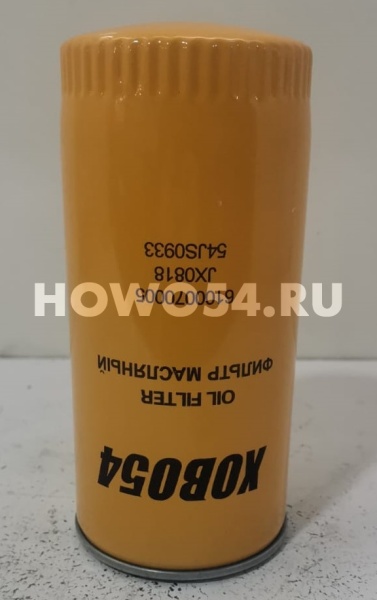 ХОВО54
OIL FILTER
ФИЛЬТР МАСЛЯНЫЙ
61000070005
JX0818
54JS0933
HOWO54.RU